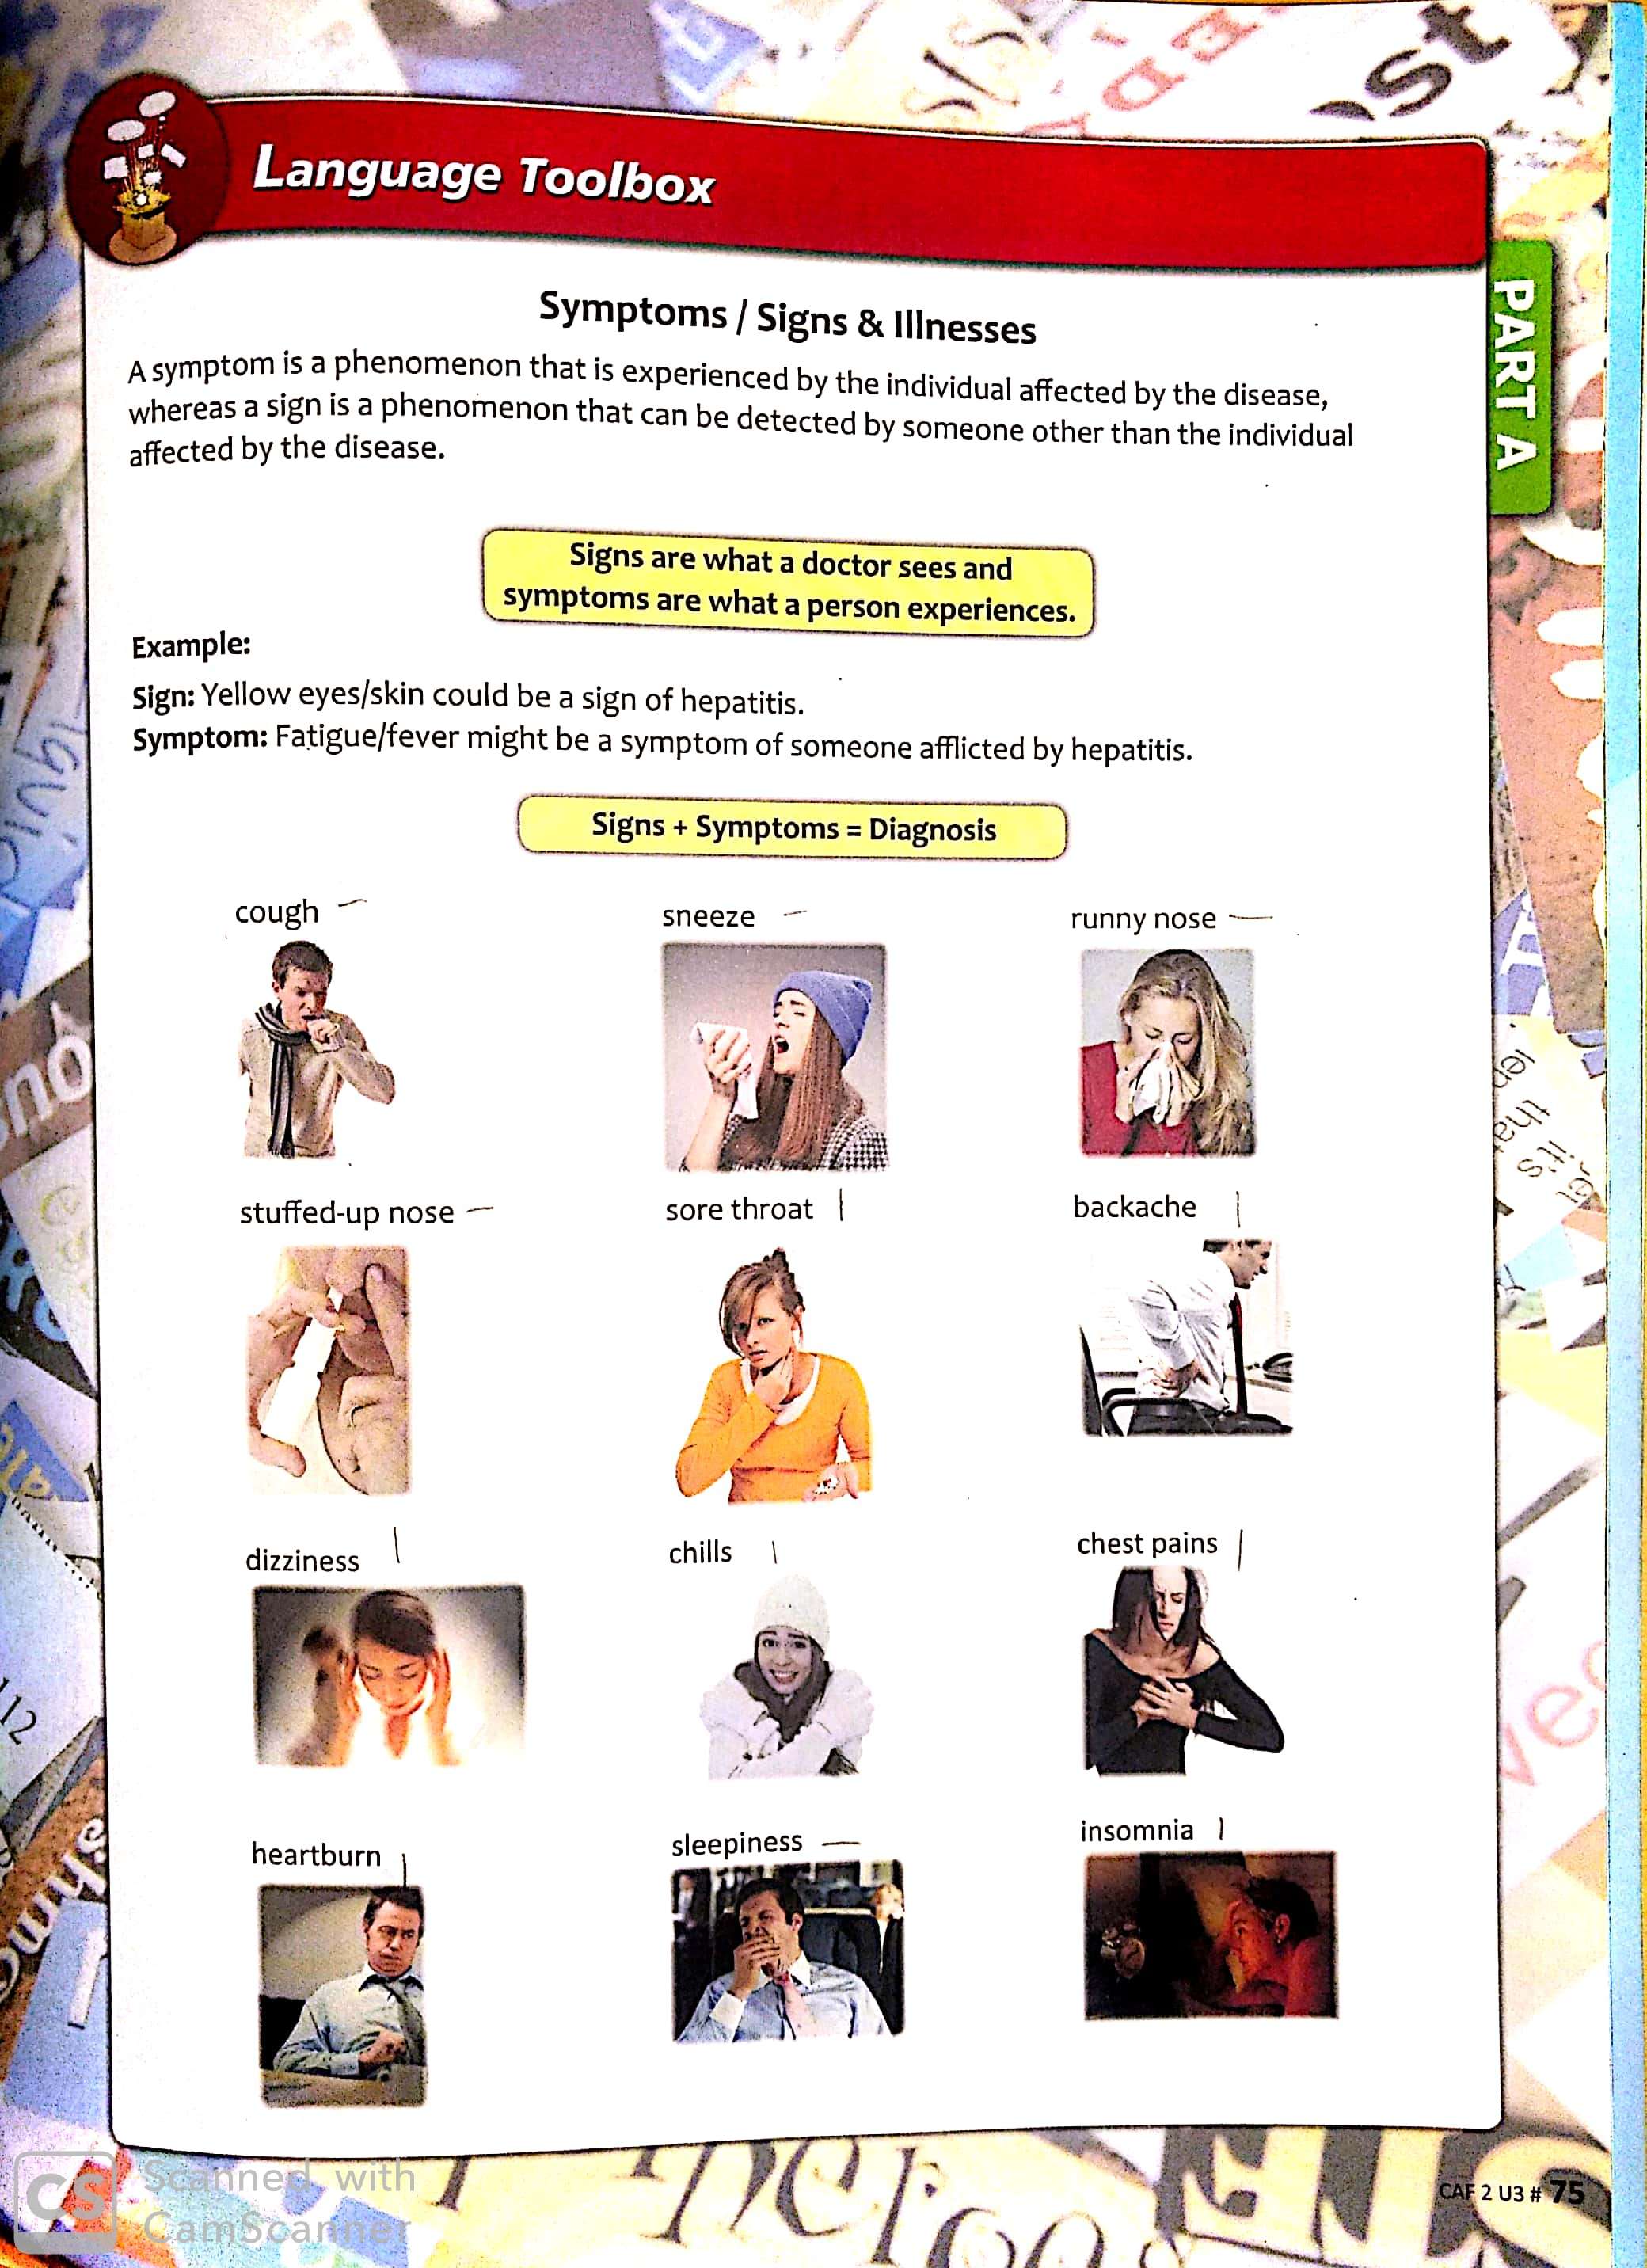 Language Toolbox
PART A
Symptoms / Signs & Illnesses
A symptom is a phenomenon that is experienced by the individual affected by the disease,
whereas a sign is a phenomenon that can be detected by someone other than the individual
affected by the disease.
Signs are what a doctor sees and
symptoms are what a person experiences.
Example:
Sign: Yellow eyes/skin could be a sign of hepatitis.
Symptom: Fatigue/fever might be a symptom of someone afflicted by hepatitis.
Signs + Symptoms = Diagnosis
cough
sneeze
runny nose
stuffed-up nose
sore throat
backache
dizziness
chills
chest pains
heartburn
sleepiness
insomnia
CAF 2 U3 # 75
CS Scanned with
CamScanner